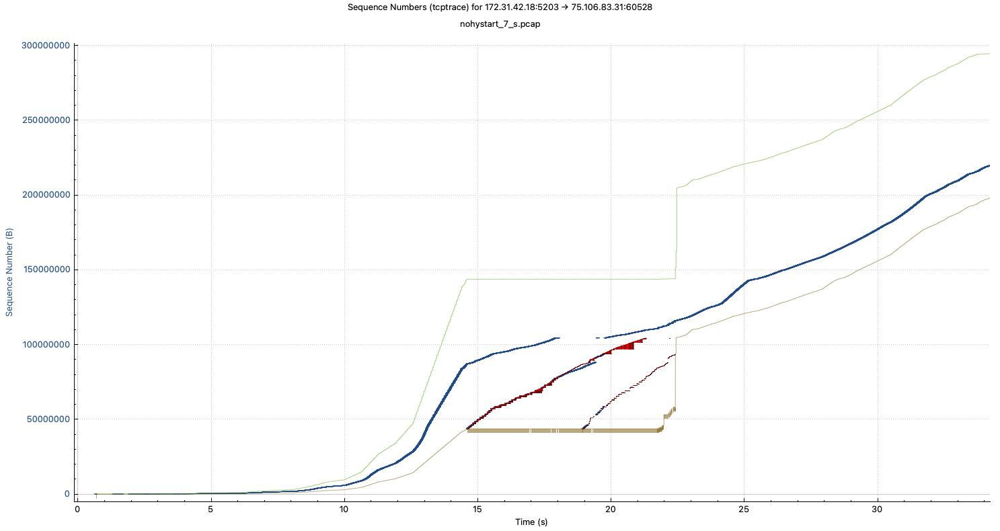 Sequence Numbers (tcptrace) for 172.31.42.18:5203 → 75.106.83.31:60528
nohystart_7_s.pcap
300000000
250000000
200000000
150000000
100000000
50000000
0
Sequence Number (B)
0 5 10 15 20 25 30
Time (s)